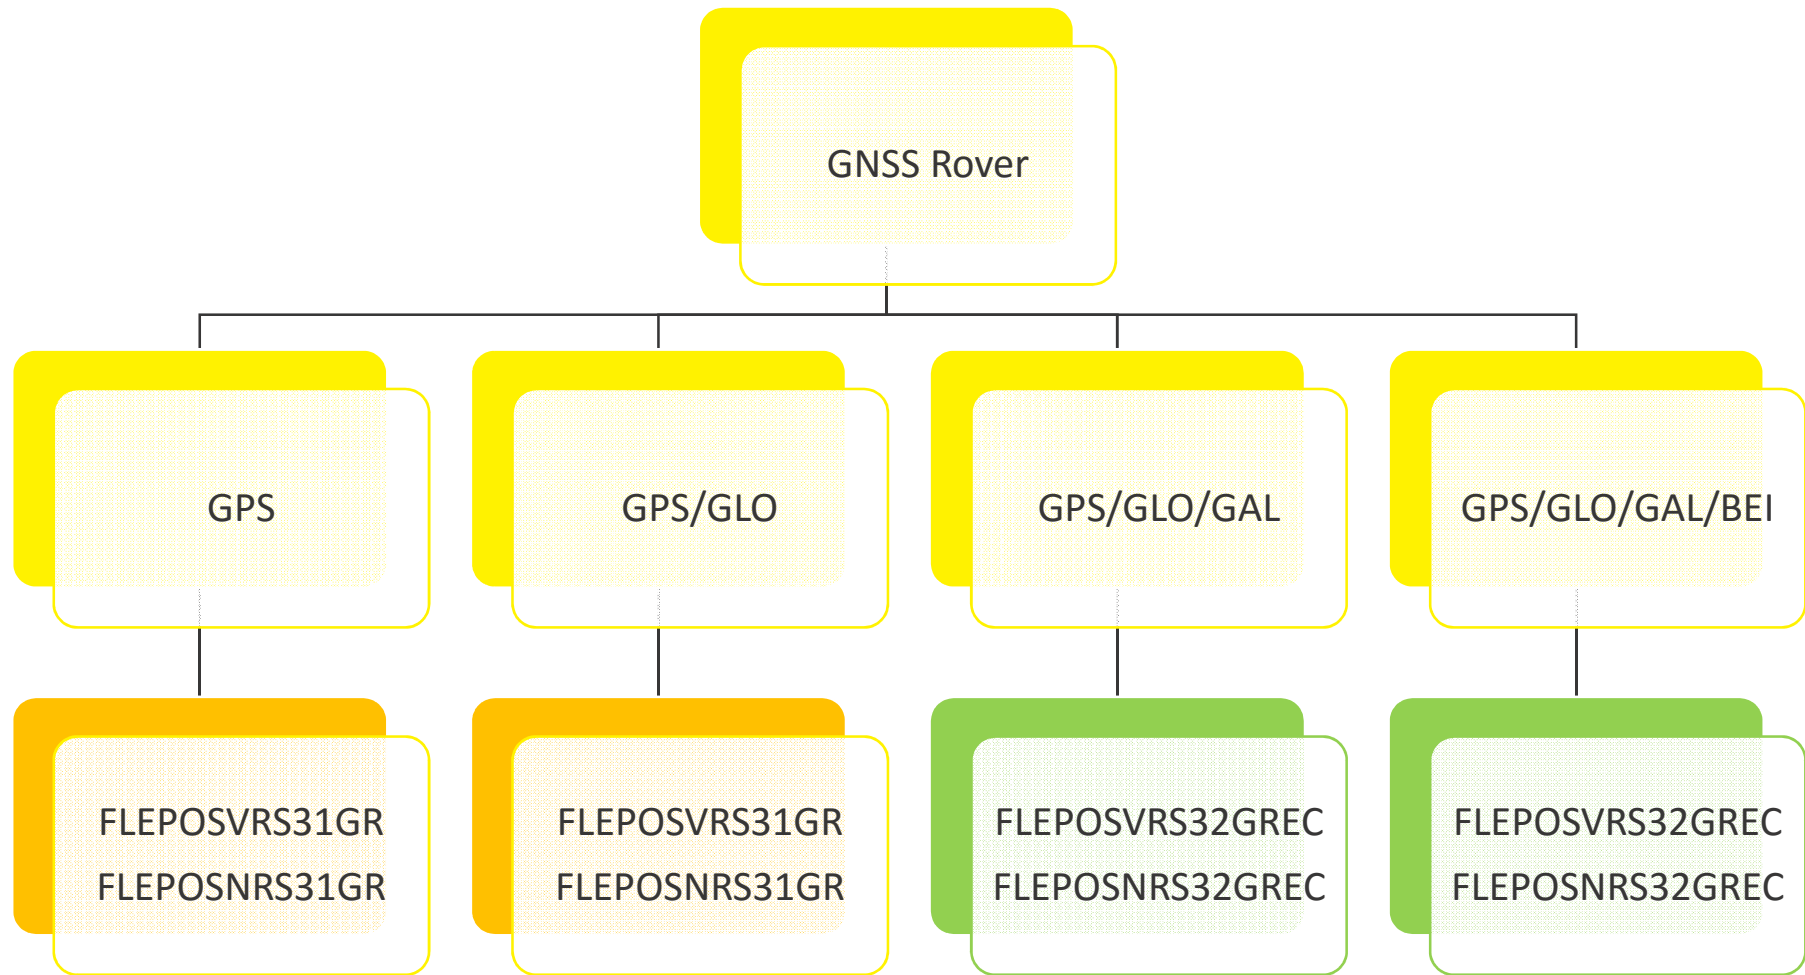 GNSS Rover
GPS
GPS/GLO
GPS/GLO/GAL
GPS/GLO/GAL/BEI
FLEPOSVRS31GR
FLEPOSNRS31GR
FLEPOSVRS31GR
FLEPOSNRS31GR
FLEPOSVRS32GREC
FLEPOSNRS32GREC
FLEPOSVRS32GREC
FLEPOSNRS32GREC